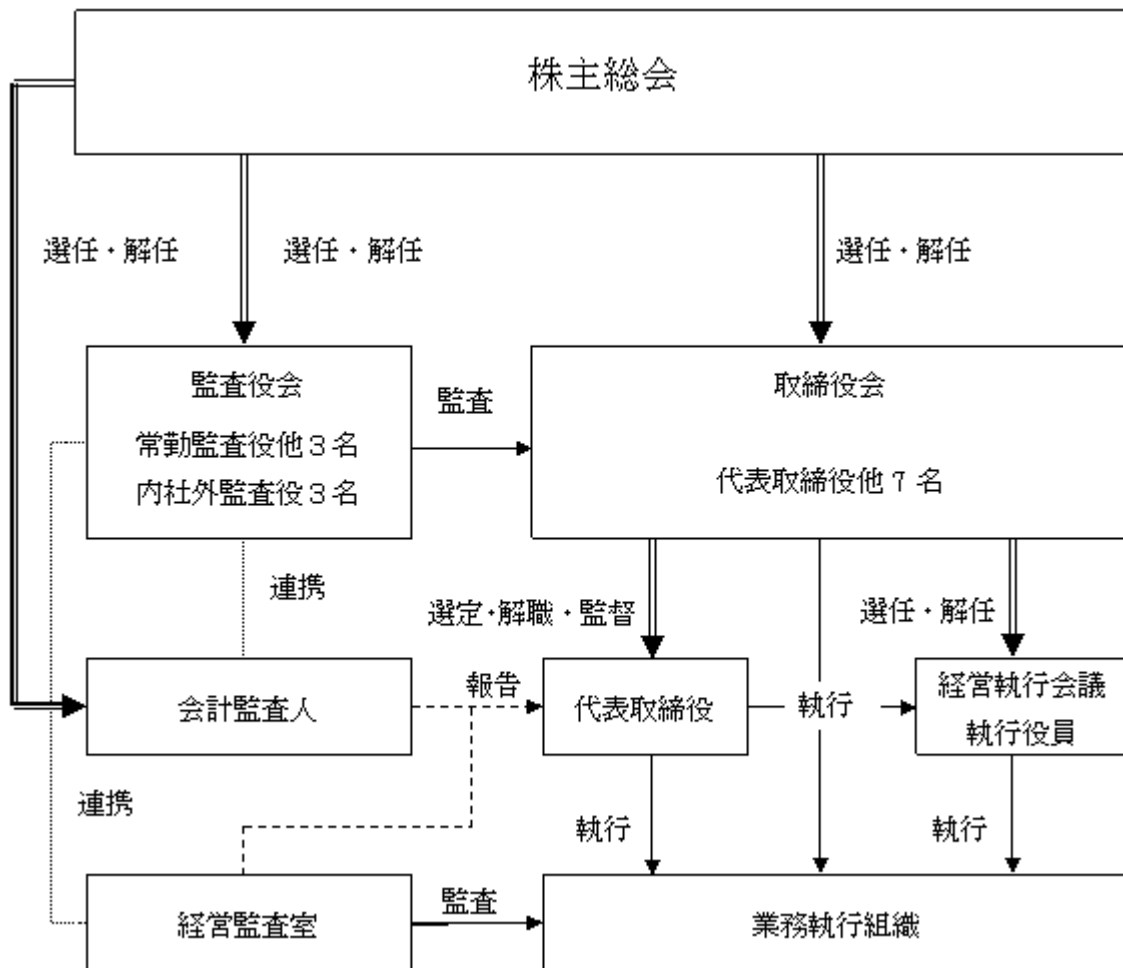 株主総会
選任・解任
選任・解任
選任・解任
監査役会
常勤監査役他３名
内社外監査役３名
監査
取締役会
代表取締役他７名
連携
選定・解職・監督
選任・解任
会計監査人
報告
代表取締役
執行
経営執行会議
執行役員
連携
執行
執行
経営監査室
監査
業務執行組織